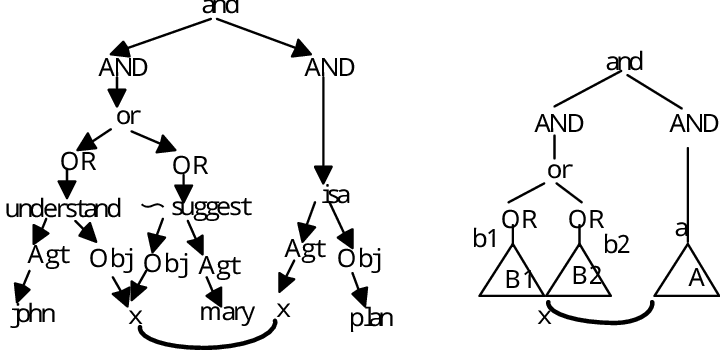 and
AND AND
or
OR OR
understand ~ suggest isa
Agt Obj Obj Agt Agt Obj
john x mary x plan
and
AND AND
or
OR OR
b1 b2 a
B1 B2 A
x